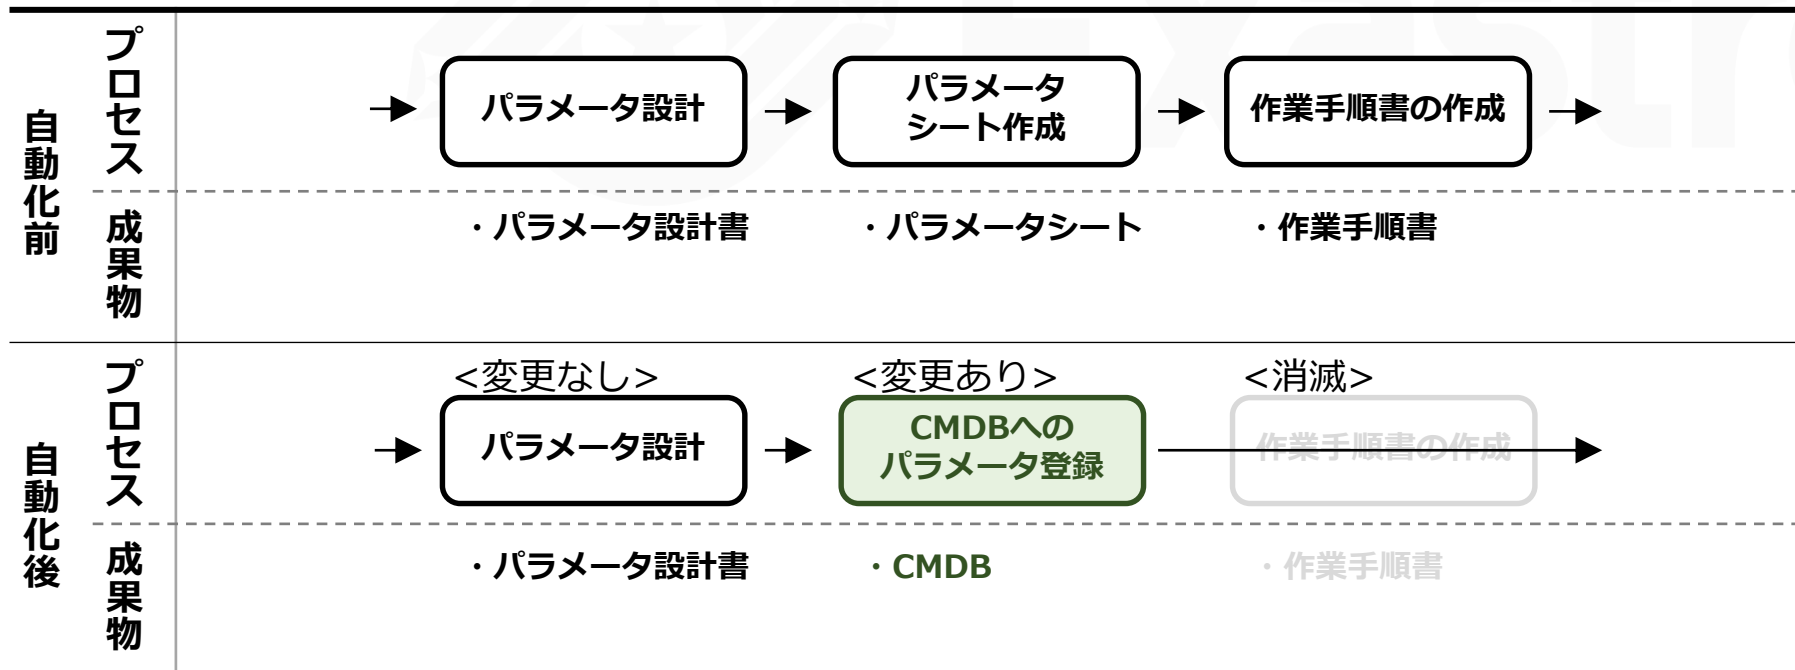 自動化前
プロセス
パラメータ設計
パラメータ
シート作成
作業手順書の作成
成果物
・パラメータ設計書
・パラメータシート
・作業手順書
自動化後
プロセス
<変更なし>
<変更あり>
<消滅>
パラメータ設計
CMDBへの
パラメータ登録
作業手順書の作成
成果物
・パラメータ設計書
・CMDB
・作業手順書